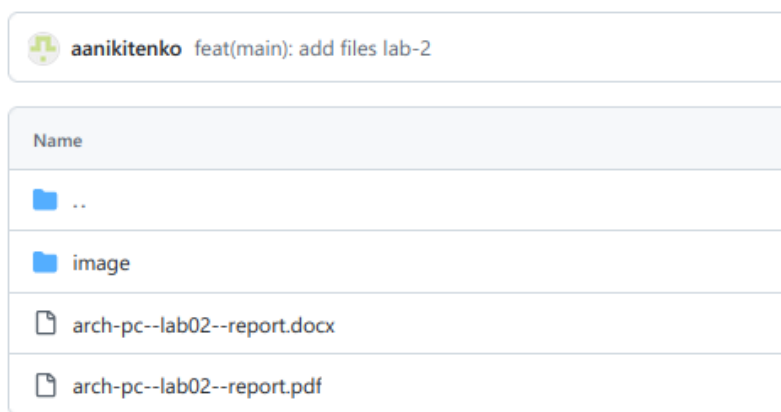 aanikitenko feat(main): add files lab-2
Name
..
image
arch-pc--lab02--report.docx
arch-pc--lab02--report.pdf